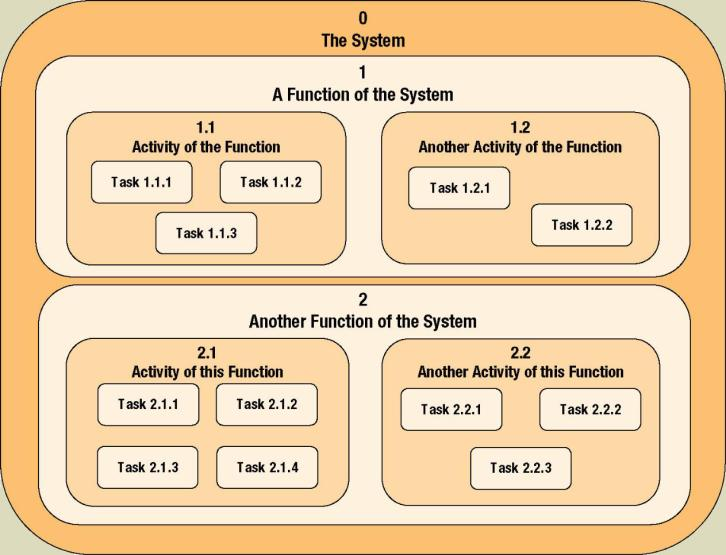 0
The System
1
A Function of the System
1.1
Activity of the Function
Task 1.1.1
Task 1.1.2
Task 1.1.3
1.2
Another Activity of the Function
Task 1.2.1
Task 1.2.2
2
Another Function of the System
2.1
Activity of this Function
Task 2.1.1
Task 2.1.2
Task 2.1.3
Task 2.1.4
2.2
Another Activity of this Function
Task 2.2.1
Task 2.2.2
Task 2.2.3